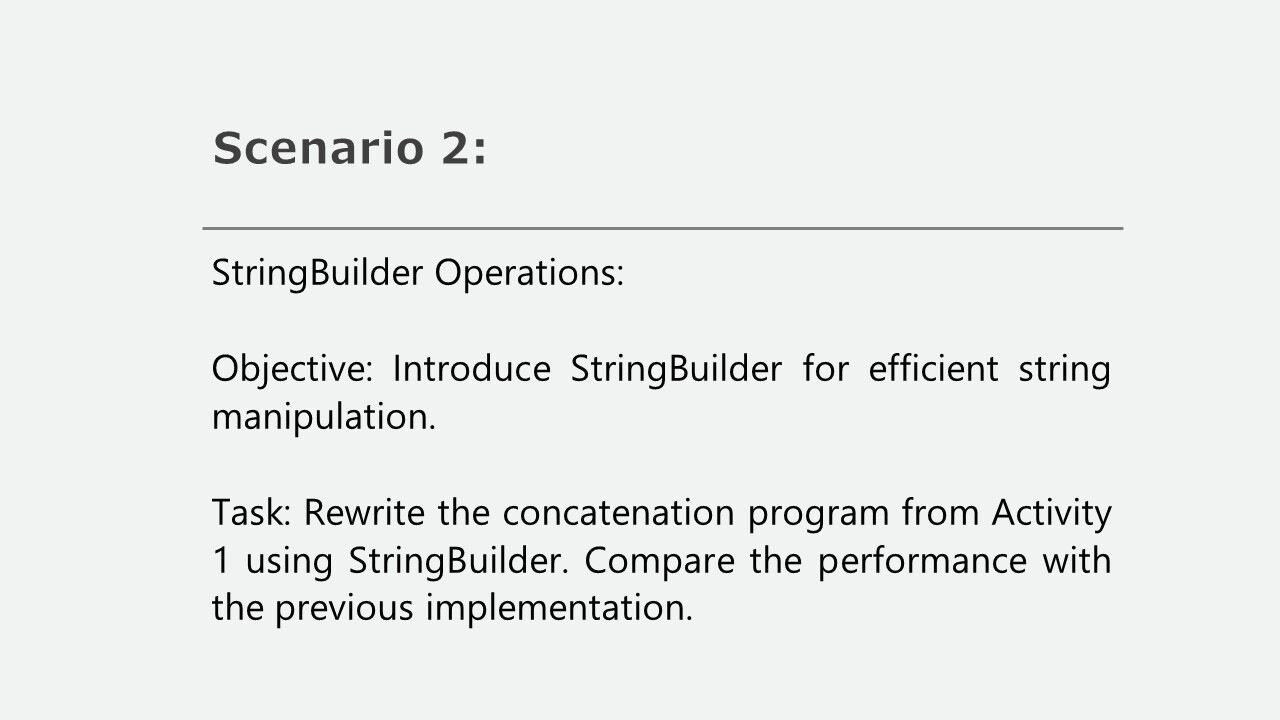 Scenario 2:
StringBuilder Operations:
Objective: Introduce StringBuilder for efficient string
manipulation.
Task: Rewrite the concatenation program from Activity
1 using StringBuilder. Compare the performance with
the previous implementation.